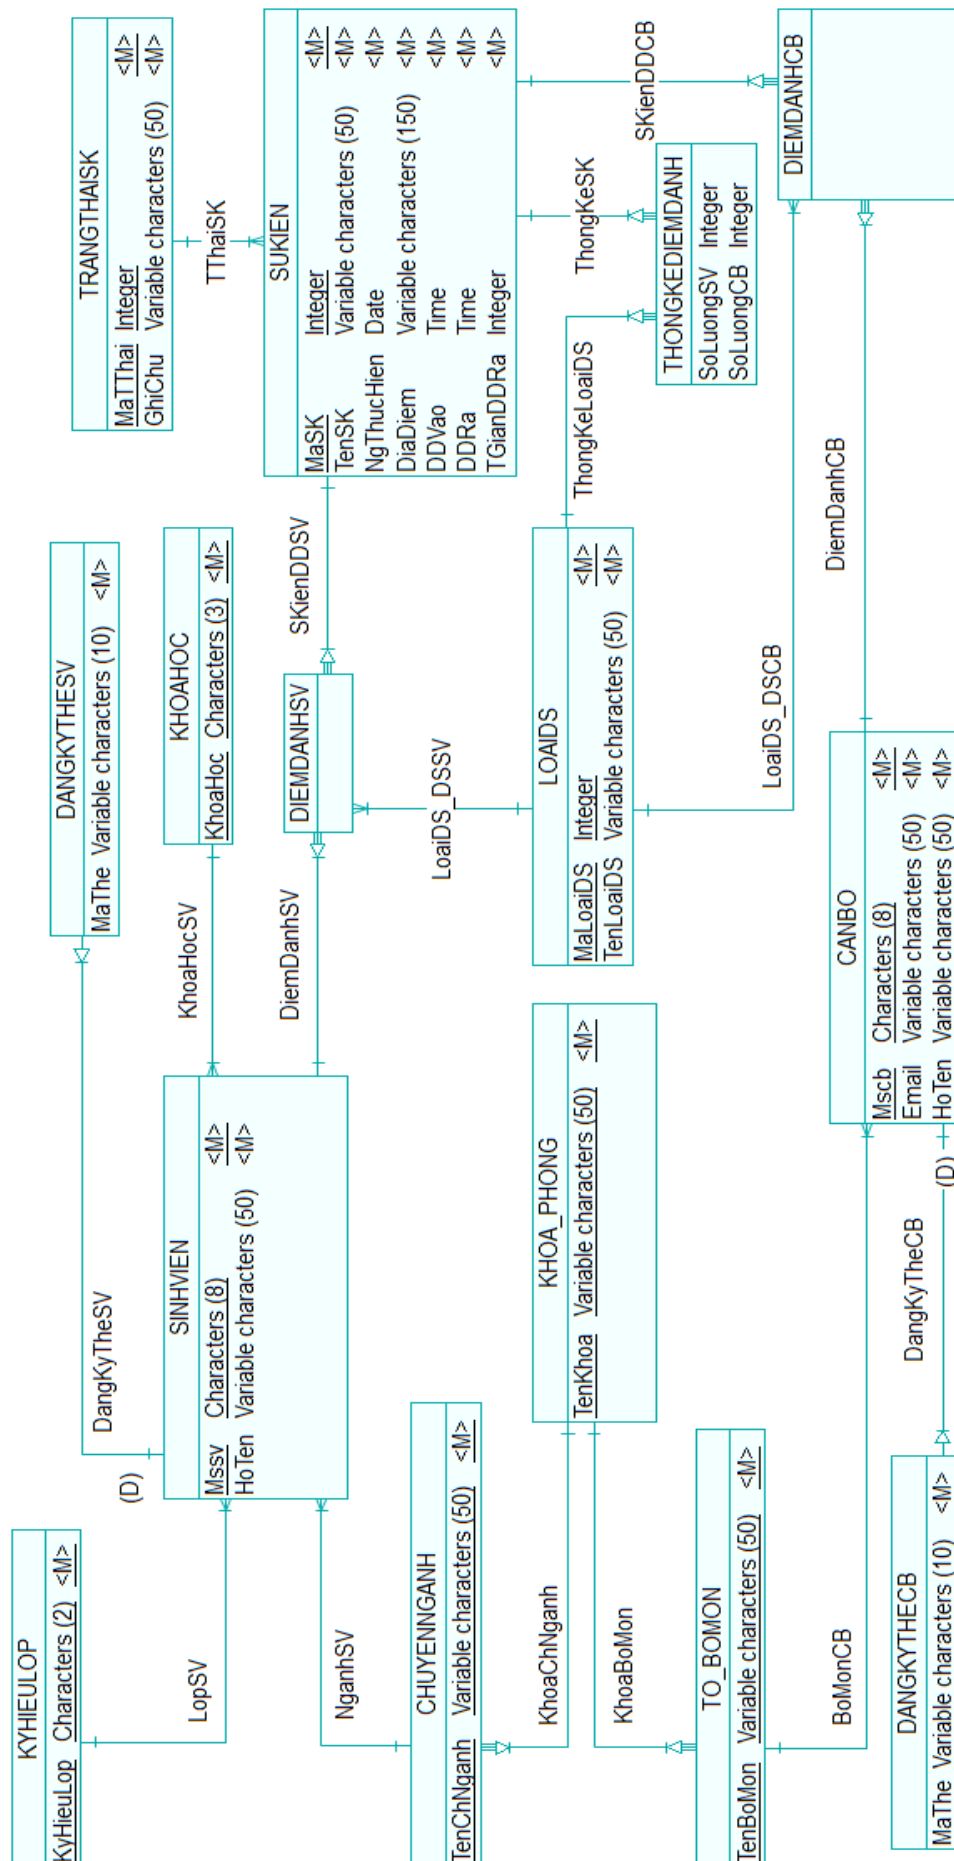 KYHIEULOP
KyHieuLop Characters (2) <M>
DANGKYTHESV
MaThe Variable characters (10) <M>
TRANGTHAISK
MaTThai Integer <M>
GhiChu Variable characters (50) <M>
DangKyTheSV
(D)
LopSV
KHOAHOC
KhoaHoc Characters (3) <M>
KhoaHocSV
TThaiSK
SINHVIEN
Mssv Characters (8) <M>
HoTen Variable characters (50) <M>
SUKIEN
MaSK Integer <M>
TenSK Variable characters (50) <M>
NgThucHien Date <M>
DiaDiem Variable characters (150) <M>
DDVao Time <M>
DDRa Time <M>
TGianDDRa Integer <M>
DiemDanhSV
DIEMDANHSV
SKienDDSV
NganhSV
LoaiDS_DSSV
CHUYENNGANH
TenChNganh Variable characters (50) <M>
KHOA_PHONG
TenKhoa Variable characters (50) <M>
LOAIDS
MaLoaiDS Integer <M>
TenLoaiDS Variable characters (50) <M>
KhoaChNganh
KhoaBoMon
ThongKeLoaiDS
ThongKeSK
SKienDDCB
THONGKEDIEMDANH
SoLuongSV Integer
SoLuongCB Integer
TO_BOMON
TenBoMon Variable characters (50) <M>
LoaiDS_DSCB
DIEMDANHCB
BoMonCB
DiemDanhCB
CANBO
Mscb Characters (8) <M>
Email Variable characters (50) <M>
HoTen Variable characters (50) <M>
DANGKYTHECB
MaThe Variable characters (10) <M>
DangKyTheCB
(D)